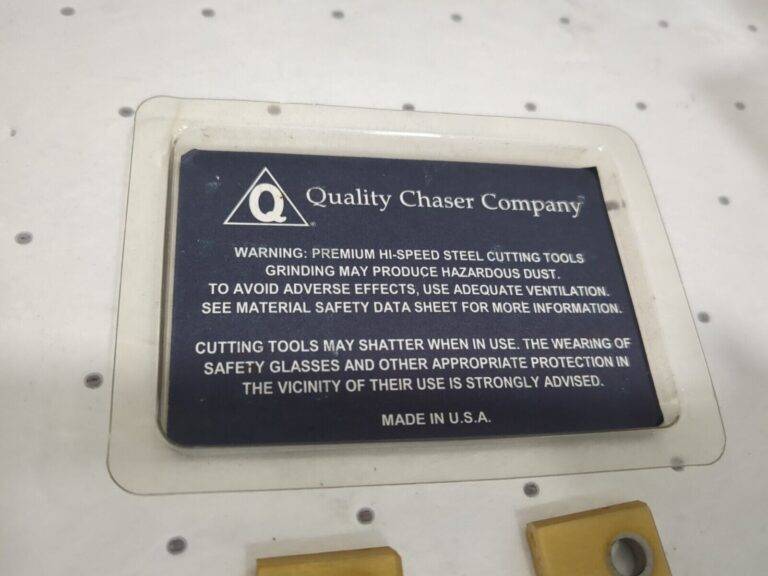 Q® Quality Chaser Company™
WARNING: PREMIUM HI-SPEED STEEL CUTTING TOOLS
GRINDING MAY PRODUCE HAZARDOUS DUST.
TO AVOID ADVERSE EFFECTS, USE ADEQUATE VENTILATION.
SEE MATERIAL SAFETY DATA SHEET FOR MORE INFORMATION.
CUTTING TOOLS MAY SHATTER WHEN IN USE. THE WEARING OF
SAFETY GLASSES AND OTHER APPROPRIATE PROTECTION IN
THE VICINITY OF THEIR USE IS STRONGLY ADVISED.
MADE IN U.S.A.